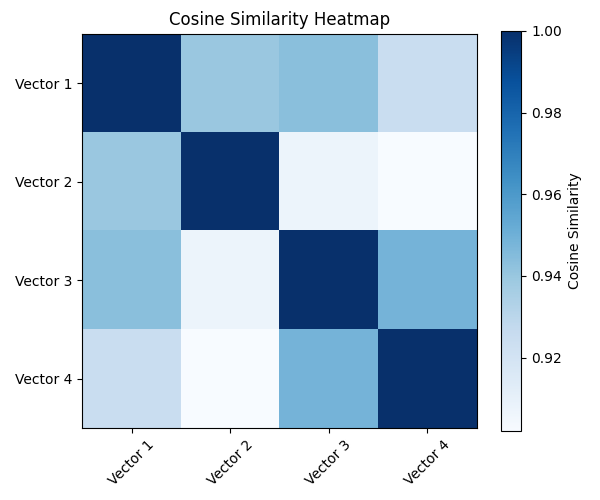 Cosine Similarity Heatmap
Vector 1
Vector 2
Vector 3
Vector 4
Vector 1
Vector 2
Vector 3
Vector 4
1.00
0.98
0.96
0.94
0.92
Cosine Similarity